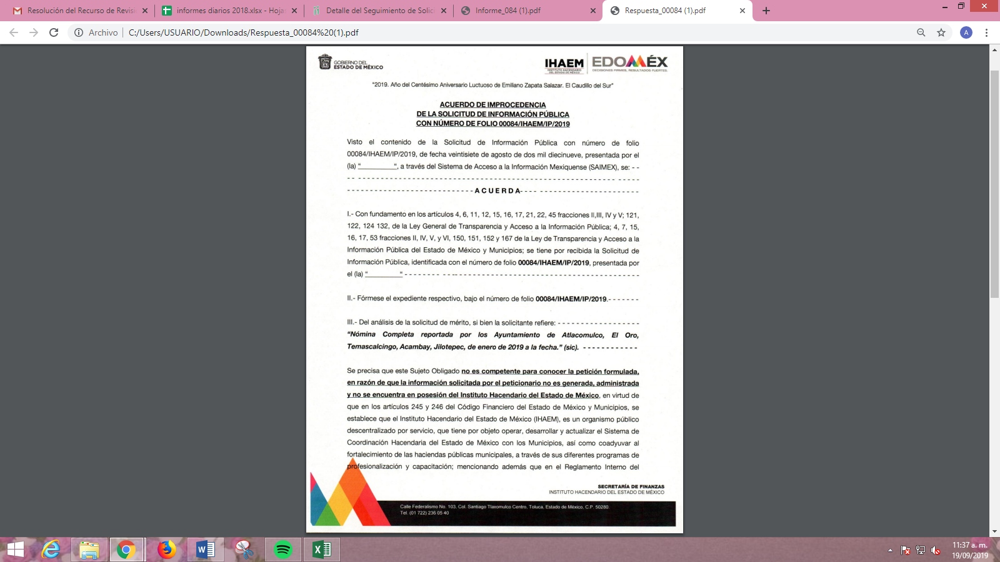 Resolución del Recurso de Revisi
informes diarios 2018.xlsx - Hoja
Detalle del Seguimiento de Solic
Informe_084 (1).pdf
Respuesta_00084 (1).pdf
Archivo
C:/Users/USUARIO/Downloads/Respuesta_00084%20(1).pdf
A
GOBIERNO DEL
ESTADO DE MÉXICO
IHAEM
INSTITUTO HACENDARIO
DEL ESTADO DE MÉXICO
EDOMÉX
DECISIONES FIRMES, RESULTADOS FUERTES.
"2019. Año del Centésimo Aniversario Luctuoso de Emiliano Zapata Salazar. El Caudillo del Sur"
ACUERDO DE IMPROCEDENCIA
DE LA SOLICITUD DE INFORMACIÓN PÚBLICA
CON NÚMERO DE FOLIO 00084/IHAEM/IP/2019
Visto el contenido de la Solicitud de Información Pública con número de folio
00084/IHAEM/IP/2019, de fecha veintisiete de agosto de dos mil diecinueve, presentada por el
(la) "__________", a través del Sistema de Acceso a la Información Mexiquense (SAIMEX), se: - -
- - - - - - - - - - - - - - - - - - - - - - - - - - - - - - - - - - - - - - - - - - - - - - - - - - - - - - - - - - - - - - -
- - - - - - - - - - - - - - - - - - - - - - - - - - - - - A C U E R D A- - - - - - - - - - - - - - - - - - - - - - - - - - - -
I.- Con fundamento en los artículos 4, 6, 11, 12, 15, 16, 17, 21, 22, 45 fracciones II,III, IV y V; 121,
122, 124 132, de la Ley General de Transparencia y Acceso a la Información Pública; 4, 7, 15,
16, 17, 53 fracciones II, IV, V, y VI, 150, 151, 152 y 167 de la Ley de Transparencia y Acceso a la
Información Pública del Estado de México y Municipios; se tiene por recibida la Solicitud de
Información Pública, identificada con el número de folio 00084/IHAEM/IP/2019, presentada por
el (la) "__________" - - - - - - - - - - - - - - - - - - - - - - - - - - - - - - - - - - - - - - - - - - - - - - - - - - - -
II.- Fórmese el expediente respectivo, bajo el número de folio 00084/IHAEM/IP/2019.- - - - - - -
III.- Del análisis de la solicitud de mérito, si bien la solicitante refiere: - - - - - - - - - - - - - - - - - - -
"Nómina Completa reportada por los Ayuntamiento de Atlacomulco, El Oro,
Temascalcingo, Acambay, Jilotepec, de enero de 2019 a la fecha." (sic). - - - - - - - - - - - -
Se precisa que este Sujeto Obligado no es competente para conocer la petición formulada,
en razón de que la información solicitada por el peticionario no es generada, administrada
y no se encuentra en posesión del Instituto Hacendario del Estado de México, en virtud de
que en los artículos 245 y 246 del Código Financiero del Estado de México y Municipios, se
establece que el Instituto Hacendario del Estado de México (IHAEM), es un organismo público
descentralizado por servicio, que tiene por objeto operar, desarrollar y actualizar el Sistema de
Coordinación Hacendaria del Estado de México con los Municipios, así como coadyuvar al
fortalecimiento de las haciendas públicas municipales, a través de sus diferentes programas de
profesionalización y capacitación; mencionando además que en el Reglamento Interno del
SECRETARÍA DE FINANZAS
INSTITUTO HACENDARIO DEL ESTADO DE MÉXICO
Calle Federalismo No. 103, Col. Santiago Tlaxomulco Centro, Toluca, Estado de México, C.P. 50280.
Tel. (01 722) 236 05 40
11:37 a. m.
19/09/2019